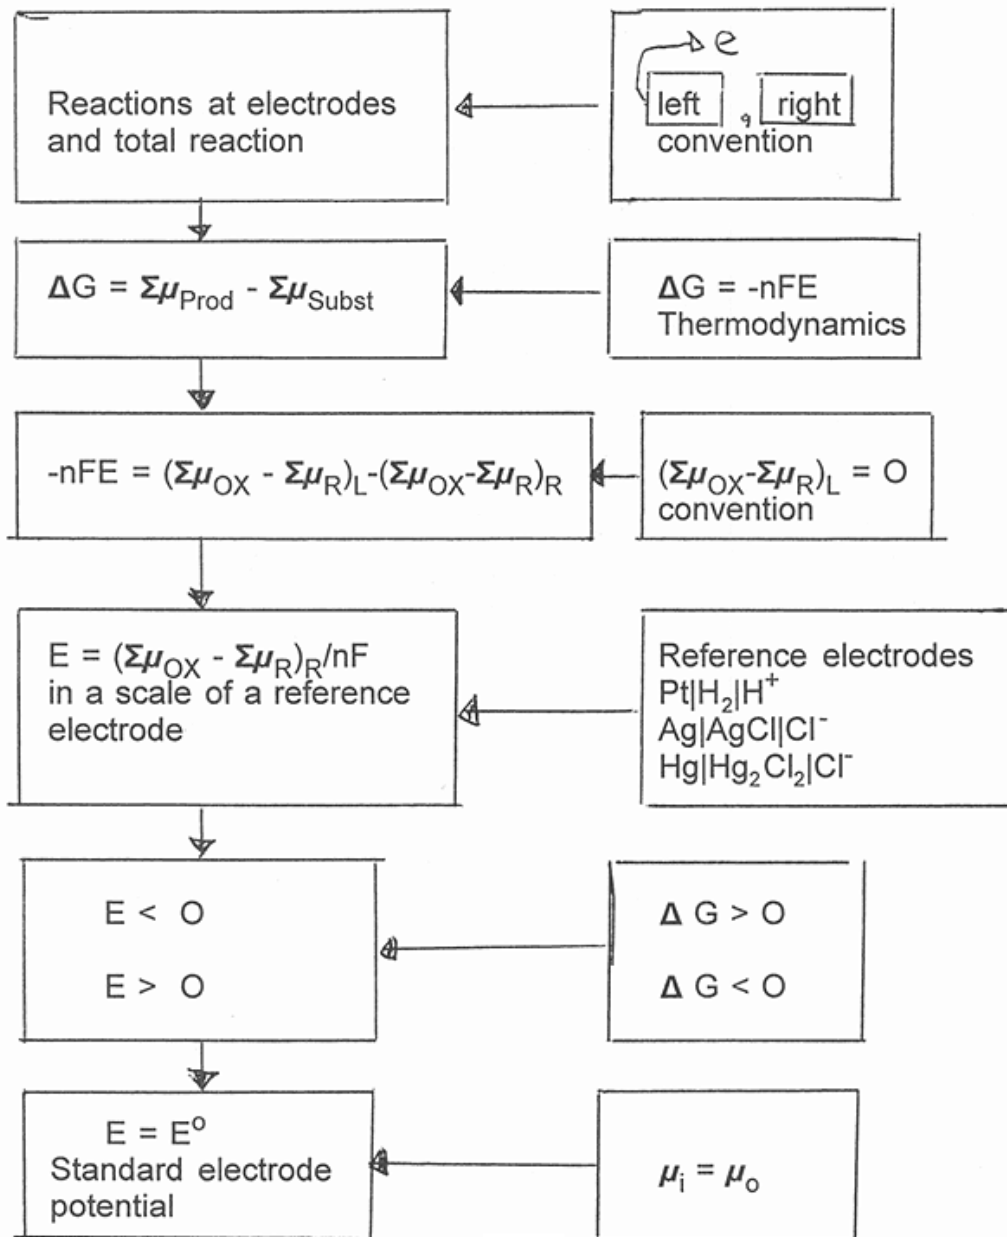 e
Reactions at electrodes
and total reaction
left , right
convention
ΔG = Σμ_Prod - Σμ_Subst
ΔG = -nFE
Thermodynamics
-nFE = (Σμ_OX - Σμ_R)_L-(Σμ_OX-Σμ_R)_R
(Σμ_OX-Σμ_R)_L = O
convention
E = (Σμ_OX - Σμ_R)_R/nF
in a scale of a reference
electrode
Reference electrodes
Pt|H₂|H⁺
Ag|AgCl|Cl⁻
Hg|Hg₂Cl₂|Cl⁻
E < O
E > O
Δ G > O
Δ G < O
E = E^o
Standard electrode
potential
μ_i = μ_o